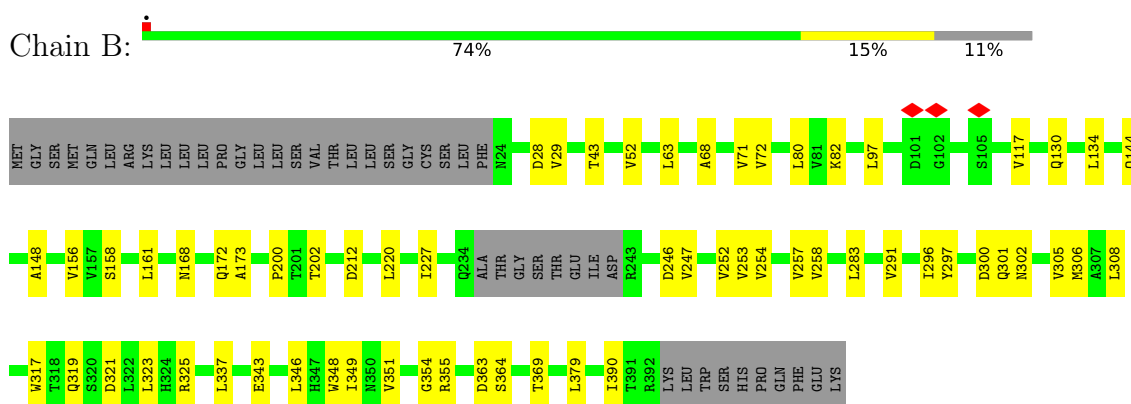 Chain B:
74% 15% 11%
MET GLY SER MET GLN LEU ARG LYS LEU LEU LEU PRO GLY LEU LEU SER VAL THR LEU LEU SER GLY CYS SER LEU PHE N24 D28 V29 T43 V52 L63 A68 V71 V72 L80 V81 K82 L97 D101 G102 S105 V117 Q130 L134
A148 V156 V157 S158 L161 N168 Q172 A173 P200 T201 T202 D212 L220 I227 Q234 ALA THR GLY SER THR GLU ILE ASP R243 D246 V247 V252 V253 V254 V257 V258 L283 V291 I296 Y297 D300 Q301 N302 V305 M306 A307 L308
W317 T318 Q319 S320 D321 L322 L323 H324 R325 L337 E343 L346 H347 W348 I349 N350 V351 G354 R355 D363 S364 T369 L379 I390 T391 R392 LYS LEU TRP SER HIS PRO GLN PHE GLU LYS